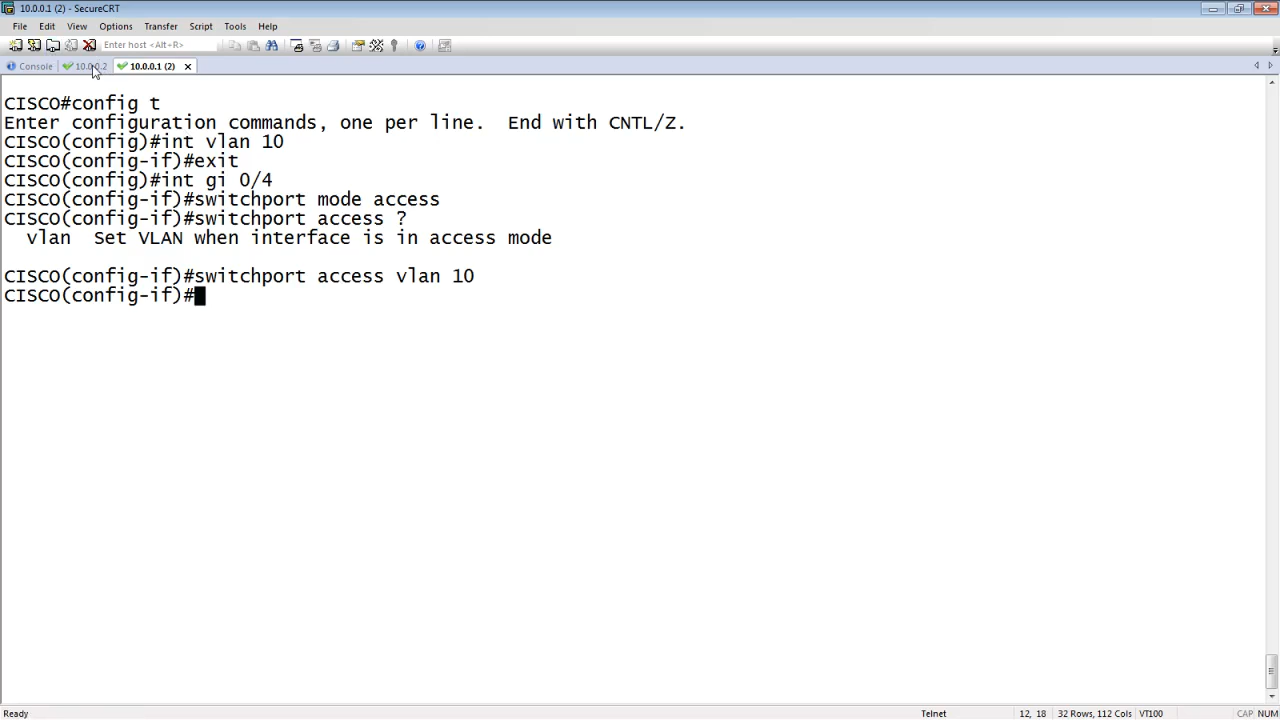 10.0.0.1 (2) - SecureCRT
File Edit View Options Transfer Script Tools Help
Enter host <Alt+R>
Console 10.0.0.2 10.0.0.1 (2)
CISCO#config t
Enter configuration commands, one per line.  End with CNTL/Z.
CISCO(config)#int vlan 10
CISCO(config-if)#exit
CISCO(config)#int gi 0/4
CISCO(config-if)#switchport mode access
CISCO(config-if)#switchport access ?
  vlan  Set VLAN when interface is in access mode
CISCO(config-if)#switchport access vlan 10
CISCO(config-if)#
Ready Telnet 12, 18 32 Rows, 112 Cols VT100 CAP NUM